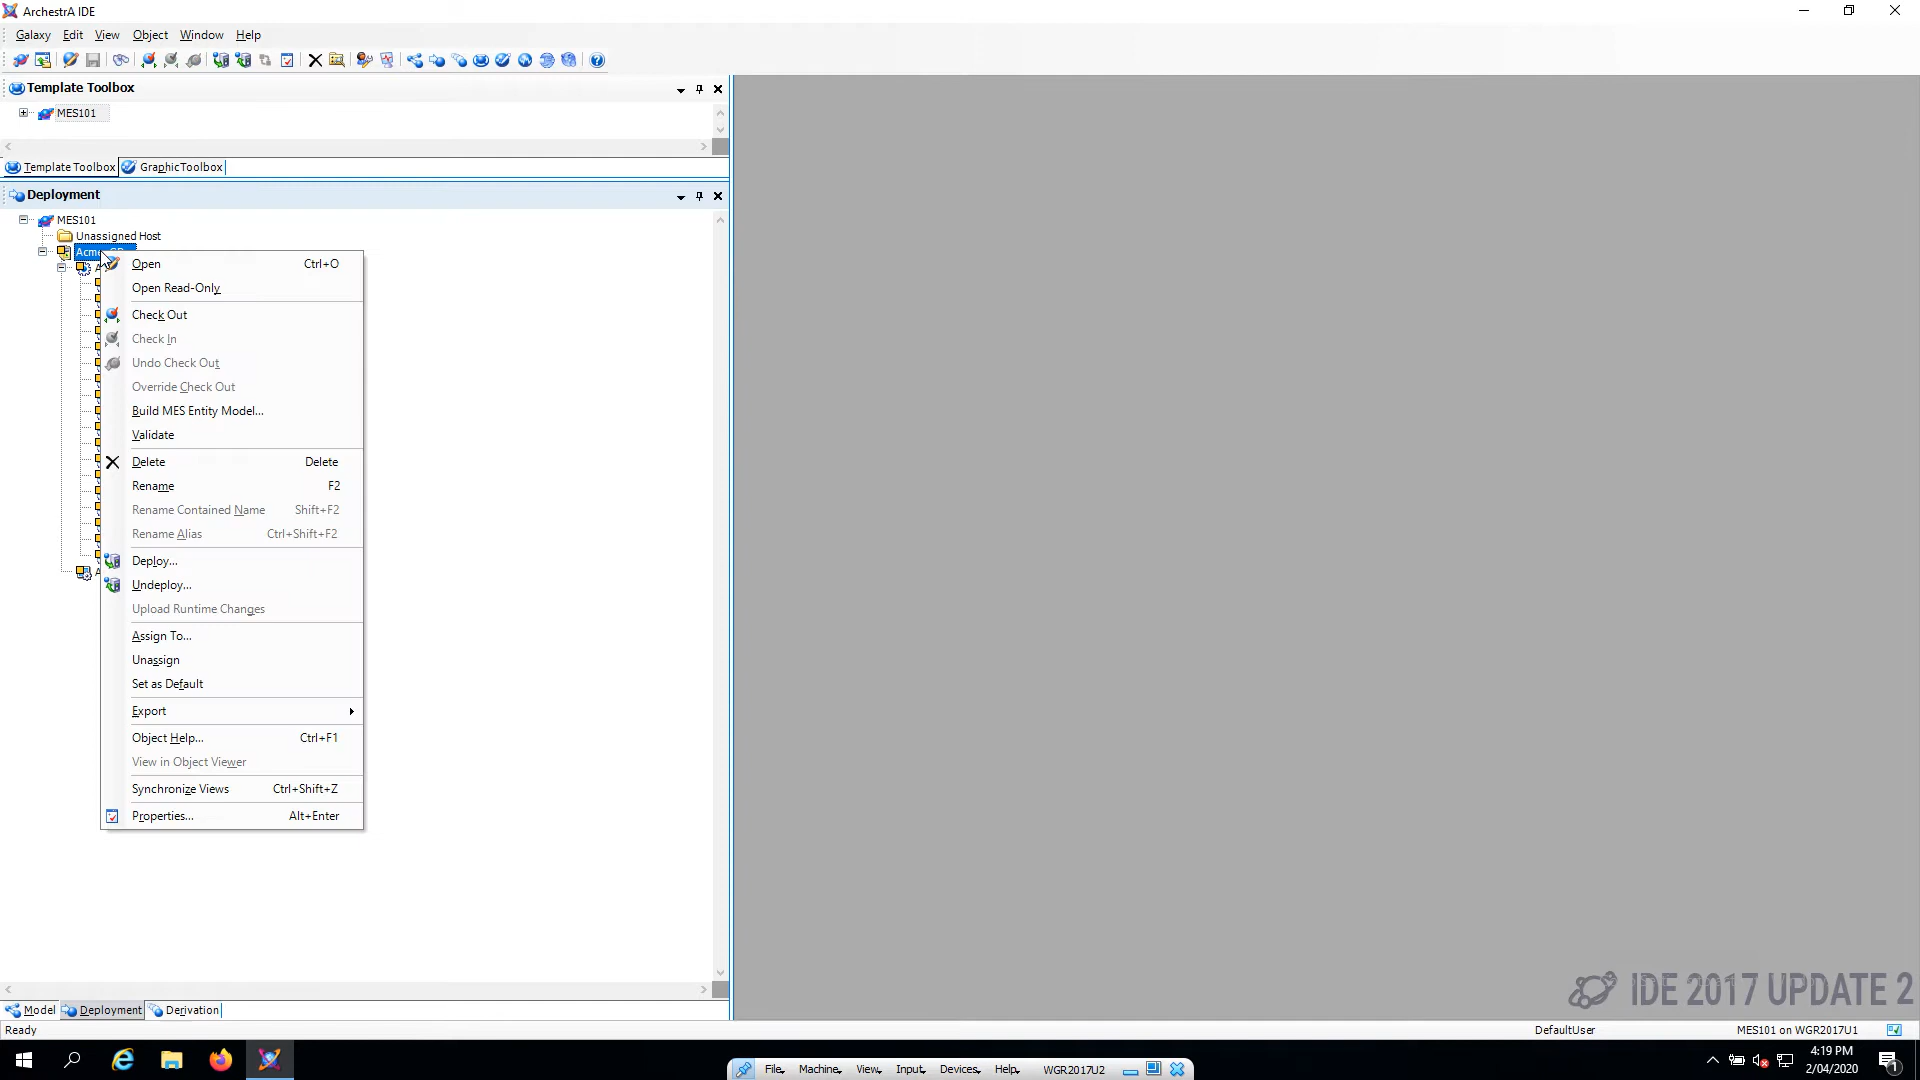 ArchestrA IDE
Galaxy Edit View Object Window Help
Template Toolbox
MES101
Template Toolbox GraphicToolbox
Deployment
MES101
Unassigned Host
Open Ctrl+O
Open Read-Only
Check Out
Check In
Undo Check Out
Override Check Out
Build MES Entity Model...
Validate
Delete Delete
Rename F2
Rename Contained Name Shift+F2
Rename Alias Ctrl+Shift+F2
Deploy...
Undeploy...
Upload Runtime Changes
Assign To...
Unassign
Set as Default
Export
Object Help... Ctrl+F1
View in Object Viewer
Synchronize Views Ctrl+Shift+Z
Properties... Alt+Enter
IDE 2017 UPDATE 2
Model Deployment Derivation
Ready DefaultUser MES101 on WGR2017U1
4:19 PM
File Machine View Input Devices Help WGR2017U2
2/04/2020
1